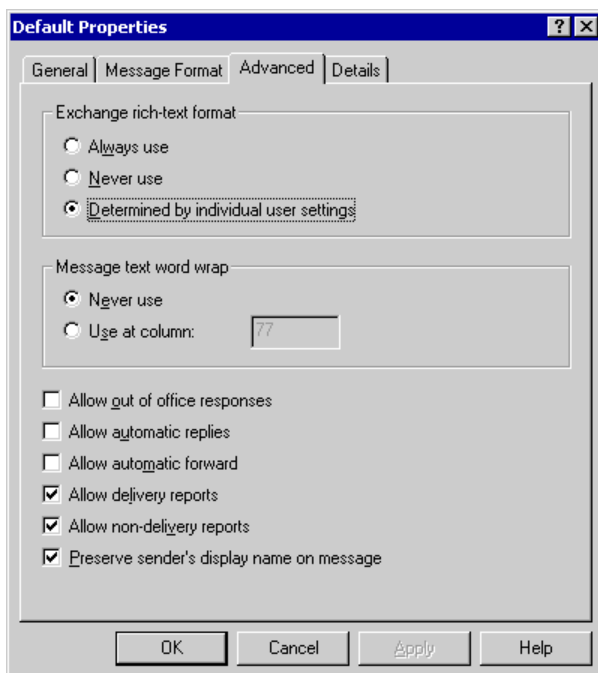 Default Properties
General Message Format Advanced Details
Exchange rich-text format
Always use
Never use
Determined by individual user settings
Message text word wrap
Never use
Use at column: 77
Allow out of office responses
Allow automatic replies
Allow automatic forward
Allow delivery reports
Allow non-delivery reports
Preserve sender's display name on message
OK Cancel Apply Help